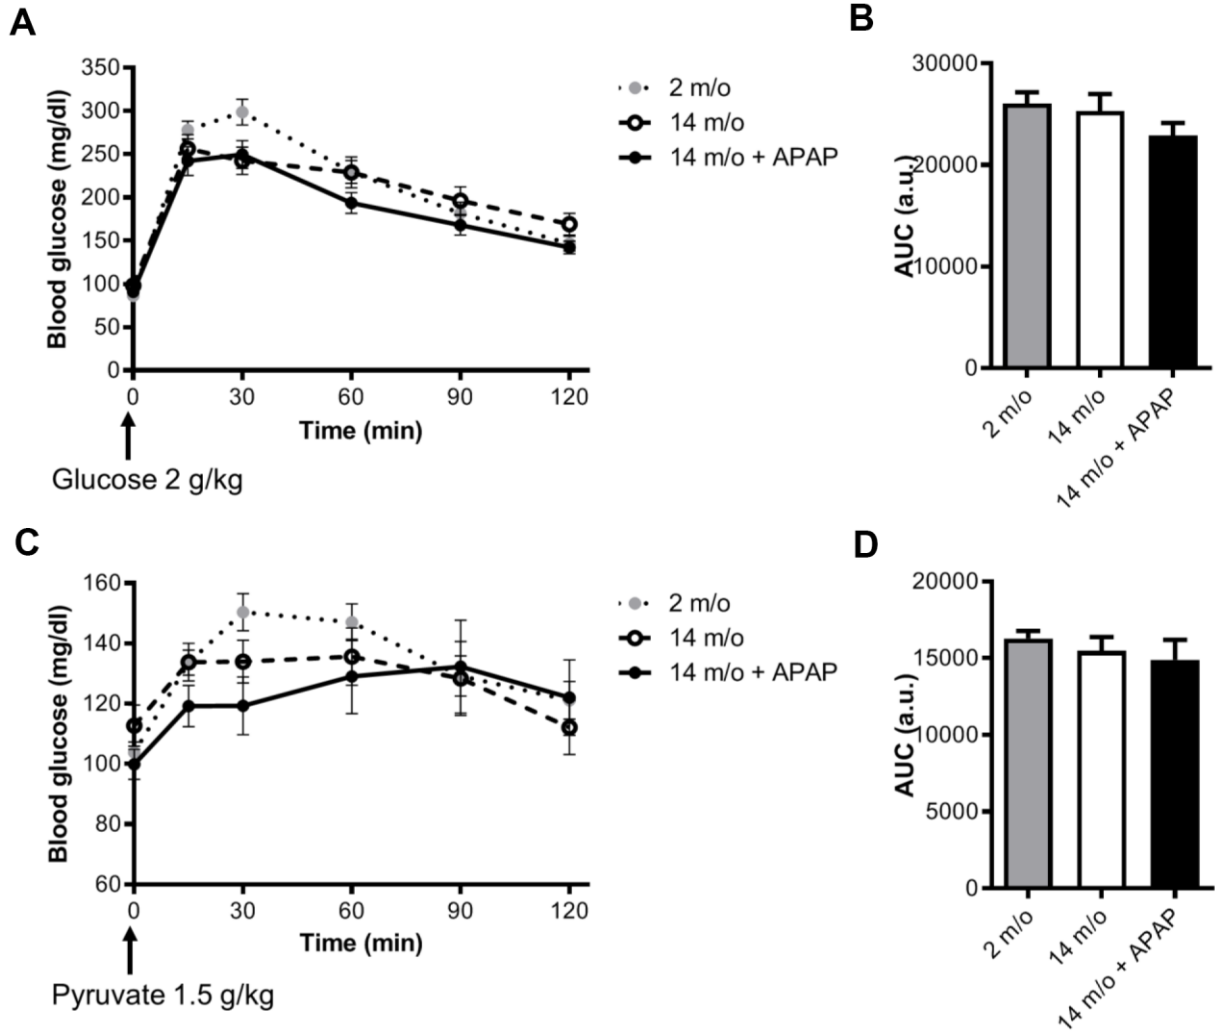 A
350
300
250
200
150
100
50
0
Blood glucose (mg/dl)
0 30 60 90 120
Time (min)
Glucose 2 g/kg
2 m/o
14 m/o
14 m/o + APAP
B
30000
20000
10000
0
AUC (a.u.)
2 m/o
14 m/o
14 m/o + APAP
C
160
140
120
100
80
60
Blood glucose (mg/dl)
0 30 60 90 120
Time (min)
Pyruvate 1.5 g/kg
2 m/o
14 m/o
14 m/o + APAP
D
20000
15000
10000
5000
0
AUC (a.u.)
2 m/o
14 m/o
14 m/o + APAP